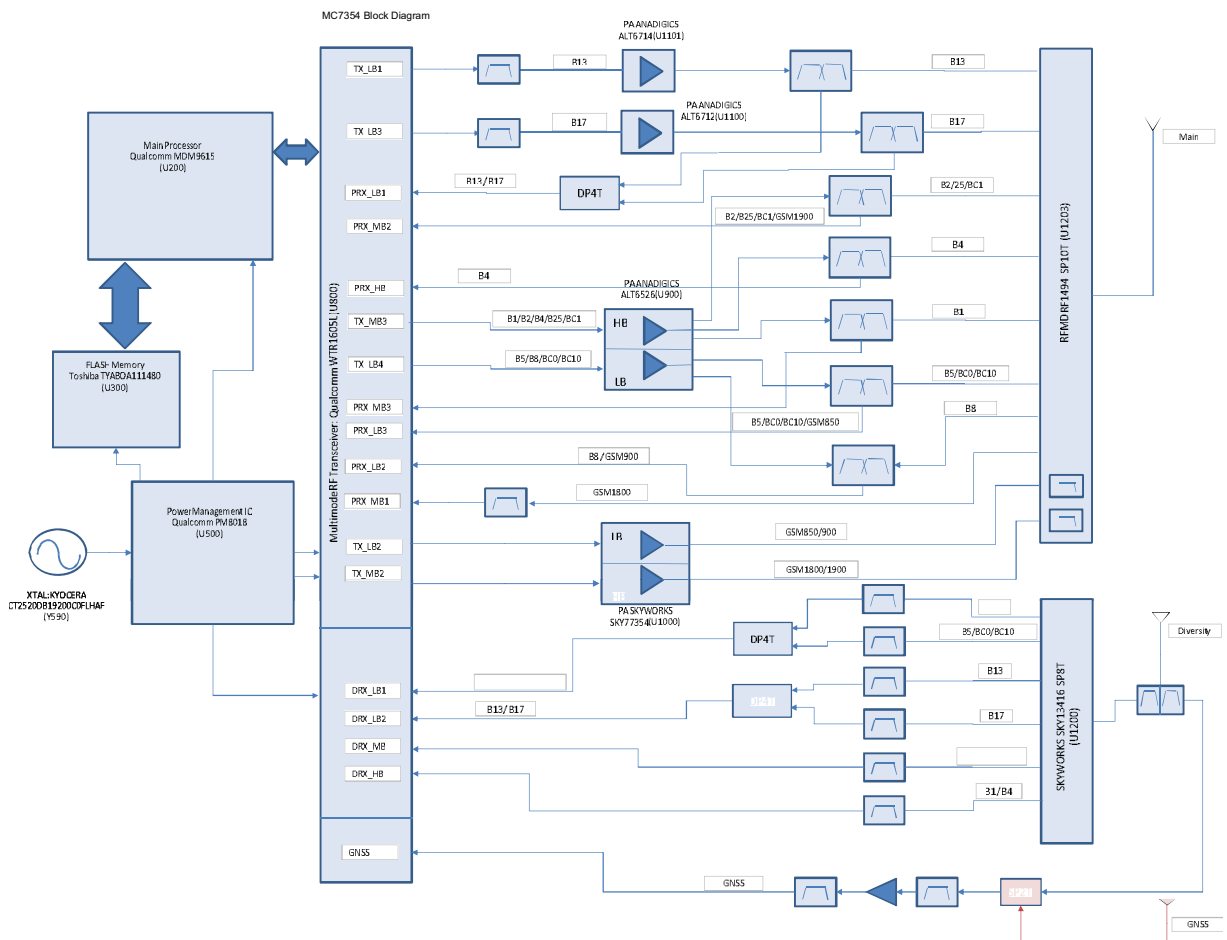 MC7354 Block Diagram
PA ANADIGICS
ALT6714(U1101)
TX_LB1
B13
B13
PA ANADIGICS
ALT6712(U1100)
TX_LB3
B17
B17
Main
Main Processor
Qualcomm MDM9615
(U200)
PRX_LB1
B13/B17
DP4T
B2/25/BC1
PRX_MB2
B2/B25/BC1/GSM1900
B4
PRX_HB
B4
PA ANADIGICS
ALT6526(U900)
TX_MB3
B1/B2/B4/B25/BC1
HB
B1
TX_LB4
B5/B8/BC0/BC10
LB
B5/BC0/BC10
FLASH Memory
(U300)
PRX_MB3
B8
PRX_LB3
B5/BC0/BC10/GSM850
PRX_LB2
B8/GSM900
PRX_MB1
GSM1800
Multimode RF Transceiver: Qualcomm WTR1605L(U800)
RFMD RF1494 SP10T (U1203)
Power Management IC
Qualcomm PM8018
(U500)
TX_LB2
LB
GSM850/900
TX_MB2
GSM1800/1900
PA SKYWORKS
SKY77354(U1000)
XTAL:KYOCERA
CT2520DB19200C0FLHAF
(Y590)
DP4T
B5/BC0/BC10
Diversity
B13
DRX_LB1
DRX_LB2
B13/B17
B17
DRX_MB
DRX_HB
B1/B4
SKYWORKS SKY13416 SP8T
(U1200)
GNSS
GNSS
GNSS